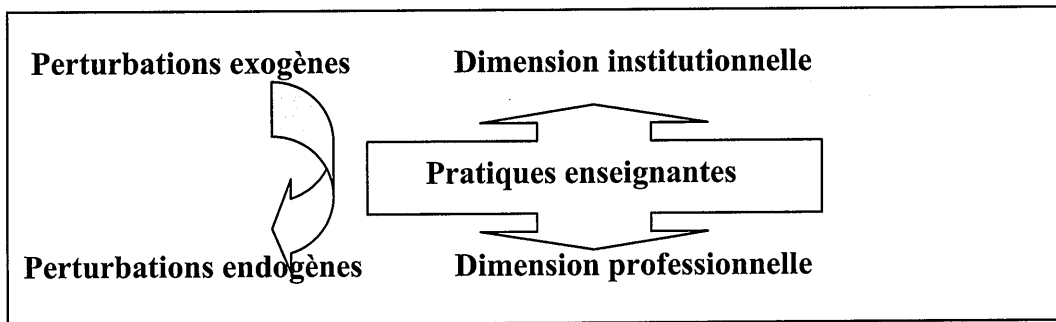 Perturbations exogènes
Dimension institutionnelle
Pratiques enseignantes
Perturbations endogènes
Dimension professionnelle